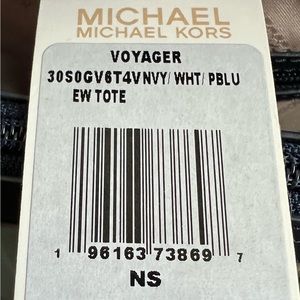 MICHAEL
MICHAEL KORS
VOYAGER
30S0GV6T4VNVY/ WHT/ PBLU
EW TOTE
1 96163 73869 7
NS